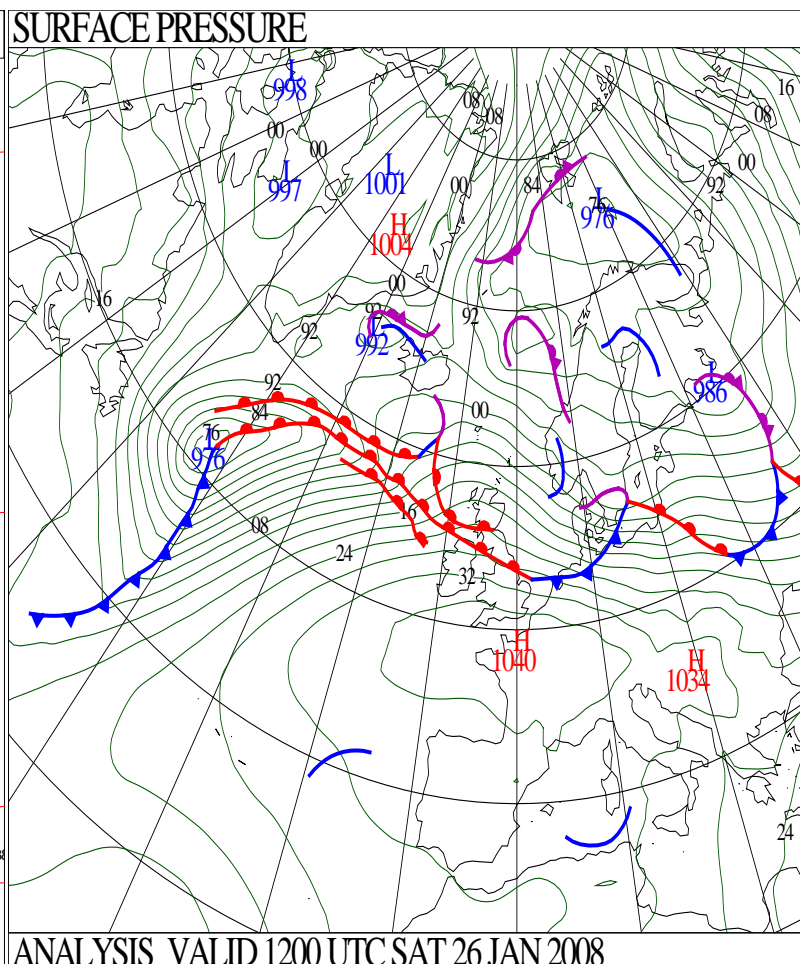 SURFACE PRESSURE
L
998
16
08
08
08
00
00
L
997
L
1001
00
84
00
92
L
76
976
H
1004
16
00
92
92
92
L
992
L
986
92
84
00
76
L
976
16
08
24
32
H
1040
H
1034
24
ANALYSIS VALID 1200 UTC SAT 26 JAN 2008